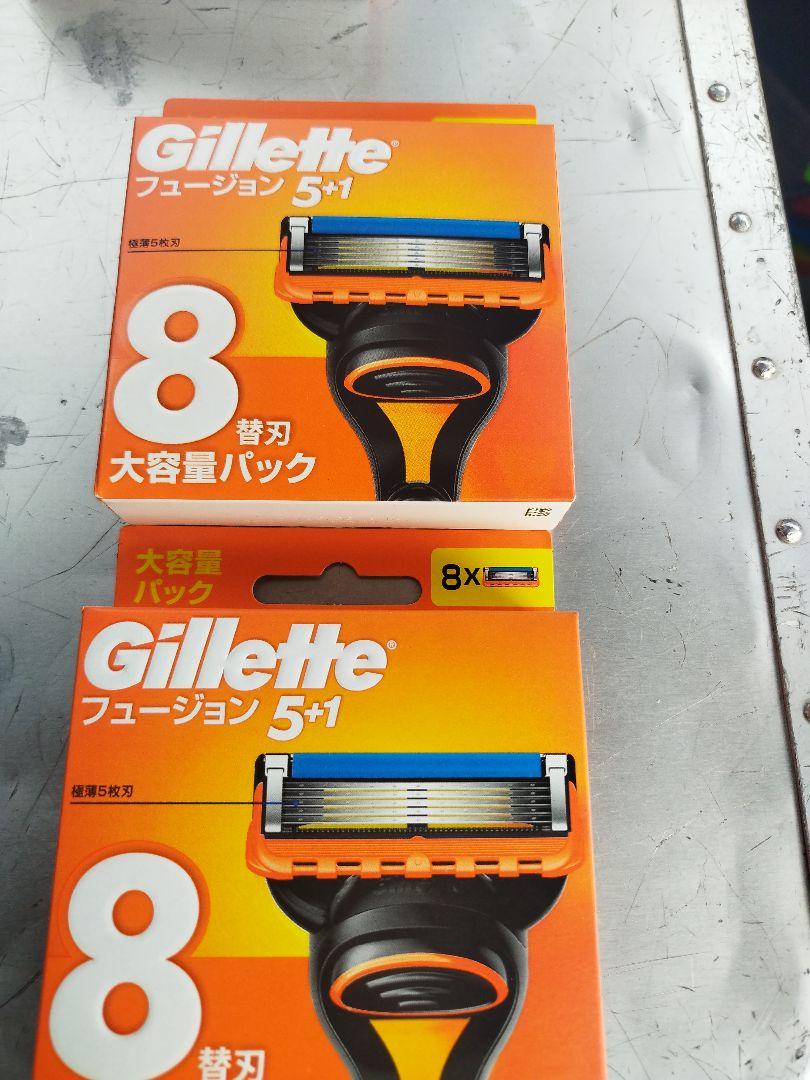 Gillette®
フュージョン 5+1
極薄5枚刃
8
替刃
大容量パック
大容量
パック
8X
Gillette®
フュージョン 5+1
極薄5枚刃
8
替刃